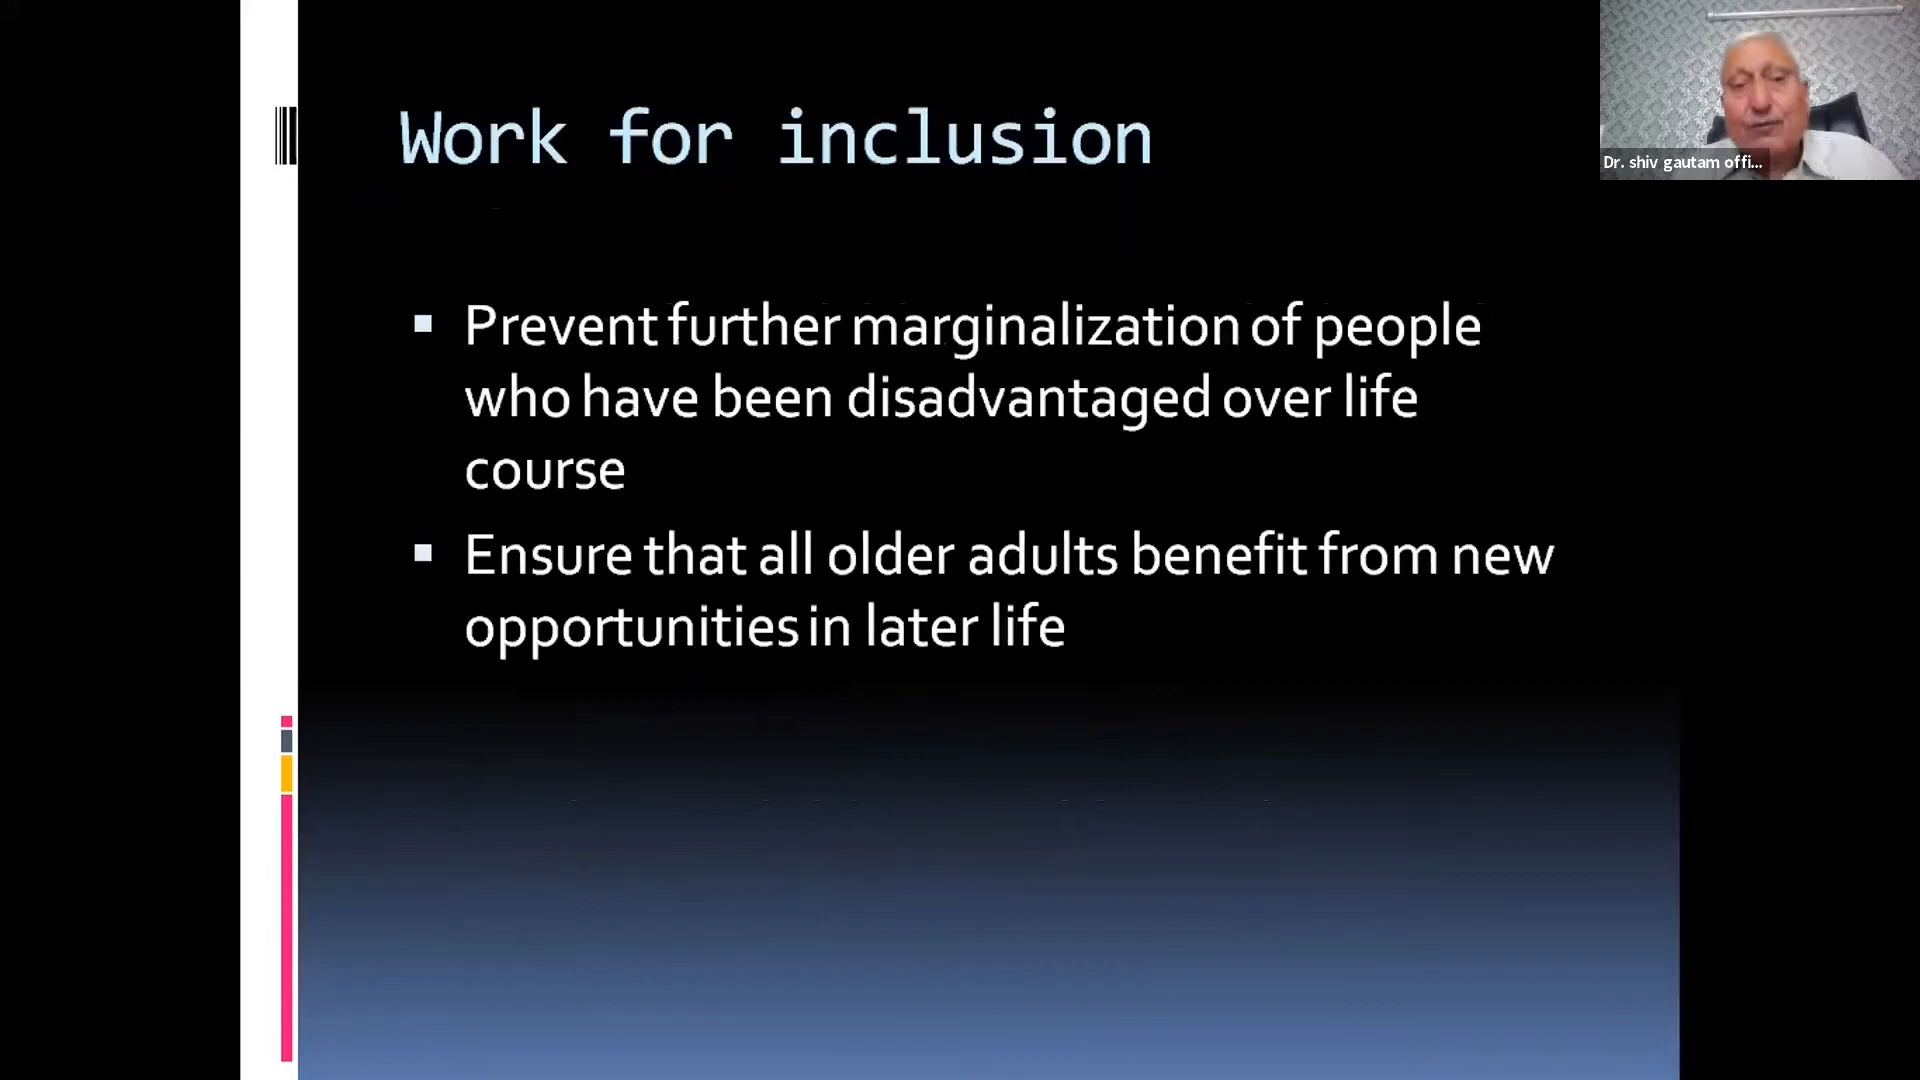 Work for inclusion
Prevent further marginalization of people
who have been disadvantaged over life
course
Ensure that all older adults benefit from new
opportunities in later life
Dr. shiv gautam offi...